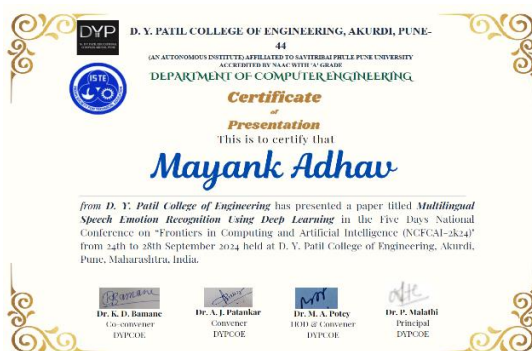 DYP
D. Y. PATIL COLLEGE OF ENGINEERING, AKURDI, PUNE-
44
(AN AUTONOMOUS INSTITUTE) AFFILIATED TO SAVITRIBAI PHULE PUNE UNIVERSITY
ACCREDITED BY NAAC WITH 'A' GRADE
ISTE
DEPARTMENT OF COMPUTER ENGINEERING
Certificate
of
Presentation
This is to certify that
Mayank Adhav
from D. Y. Patil College of Engineering has presented a paper titled Multilingual
Speech Emotion Recognition Using Deep Learning in the Five Days National
Conference on "Frontiers in Computing and Artificial Intelligence (NCFCAI-2k24)"
from 24th to 28th September 2024 held at D. Y. Patil College of Engineering, Akurdi,
Pune, Maharashtra, India.
Dr. K. D. Bamane
Co-convener
DYPCOE
Dr. A. J. Patankar
Convener
DYPCOE
Dr. M. A. Potey
HOD & Convener
DYPCOE
Dr. P. Malathi
Principal
DYPCOE